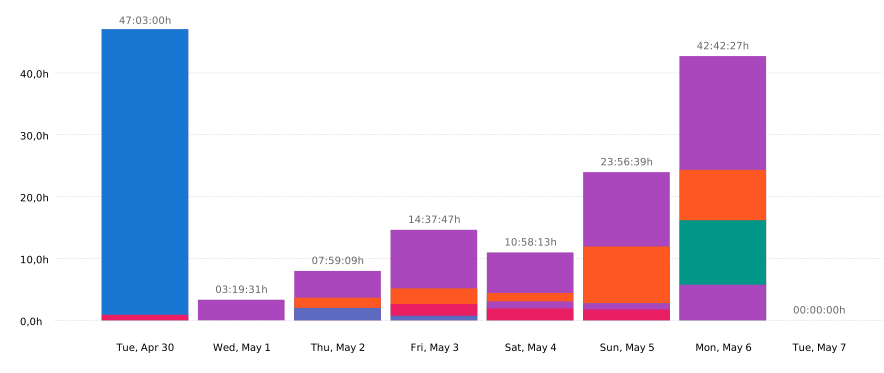 47:03:00h
42:42:27h
40,0h
30,0h
23:56:39h
20,0h
14:37:47h
10:58:13h
10,0h
07:59:09h
03:19:31h
00:00:00h
0,0h
Tue, Apr 30 Wed, May 1 Thu, May 2 Fri, May 3 Sat, May 4 Sun, May 5 Mon, May 6 Tue, May 7